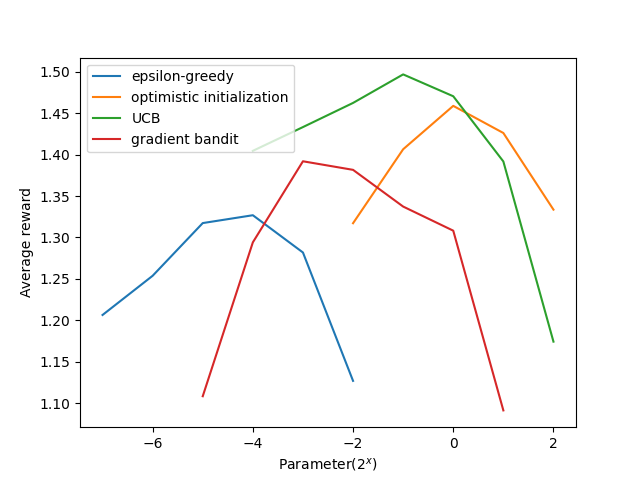 epsilon-greedy
optimistic initialization
UCB
gradient bandit
1.50
1.45
1.40
1.35
1.30
1.25
1.20
1.15
1.10
Average reward
−6
−4
−2
0
2
Parameter(2^x)